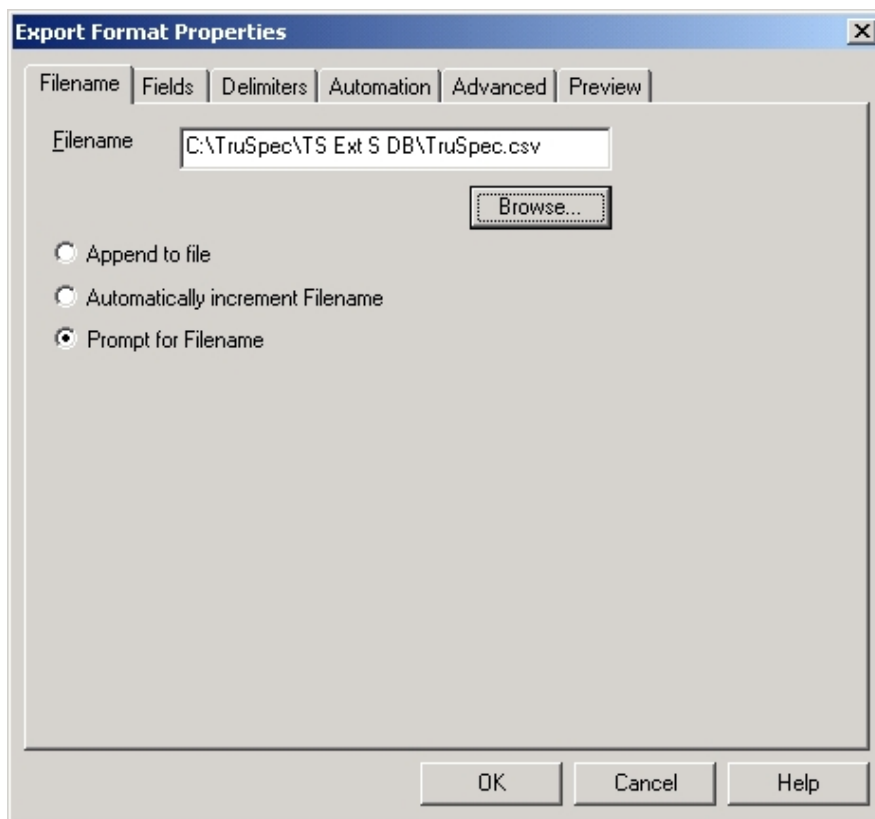 Export Format Properties
Filename Fields Delimiters Automation Advanced Preview
Filename C:\TruSpec\TS Ext S DB\TruSpec.csv
Browse...
Append to file
Automatically increment Filename
Prompt for Filename
OK Cancel Help